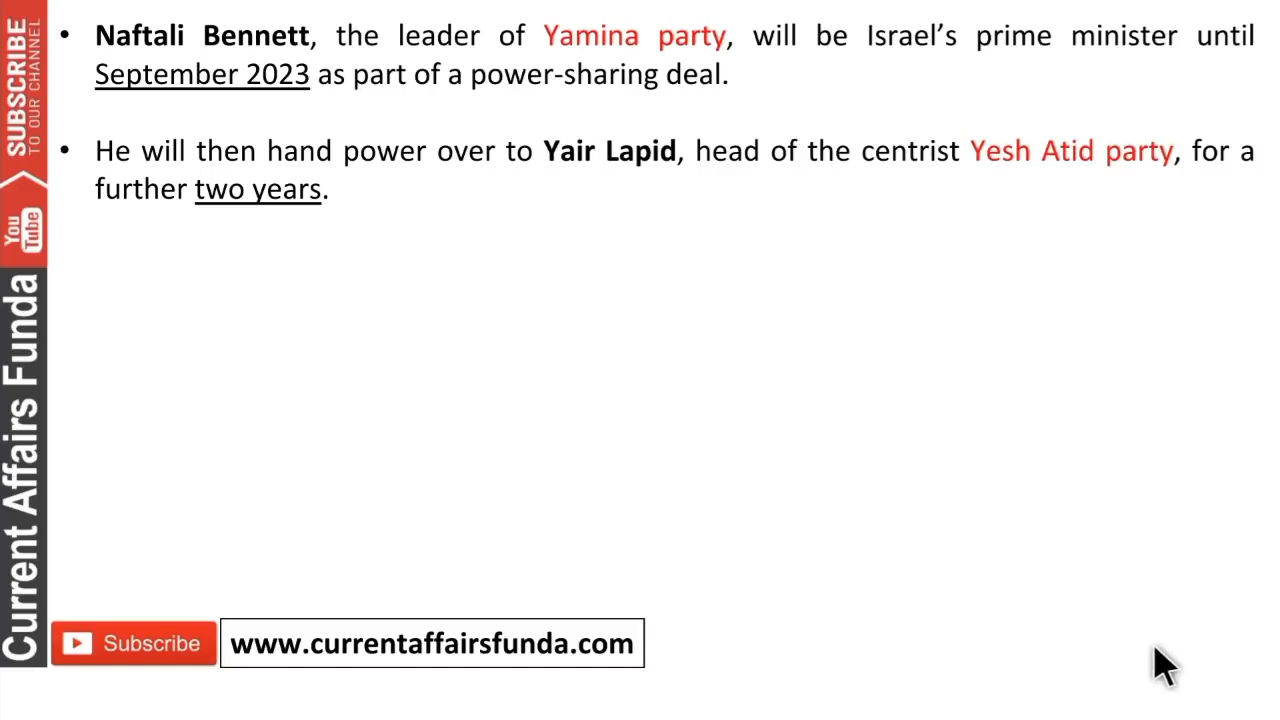 • Naftali Bennett, the leader of Yamina party, will be Israel’s prime minister until
September 2023 as part of a power-sharing deal.
• He will then hand power over to Yair Lapid, head of the centrist Yesh Atid party, for a
further two years.
SUBSCRIBE
TO OUR CHANNEL
You
Tube
Current Affairs Funda
Subscribe
www.currentaffairsfunda.com